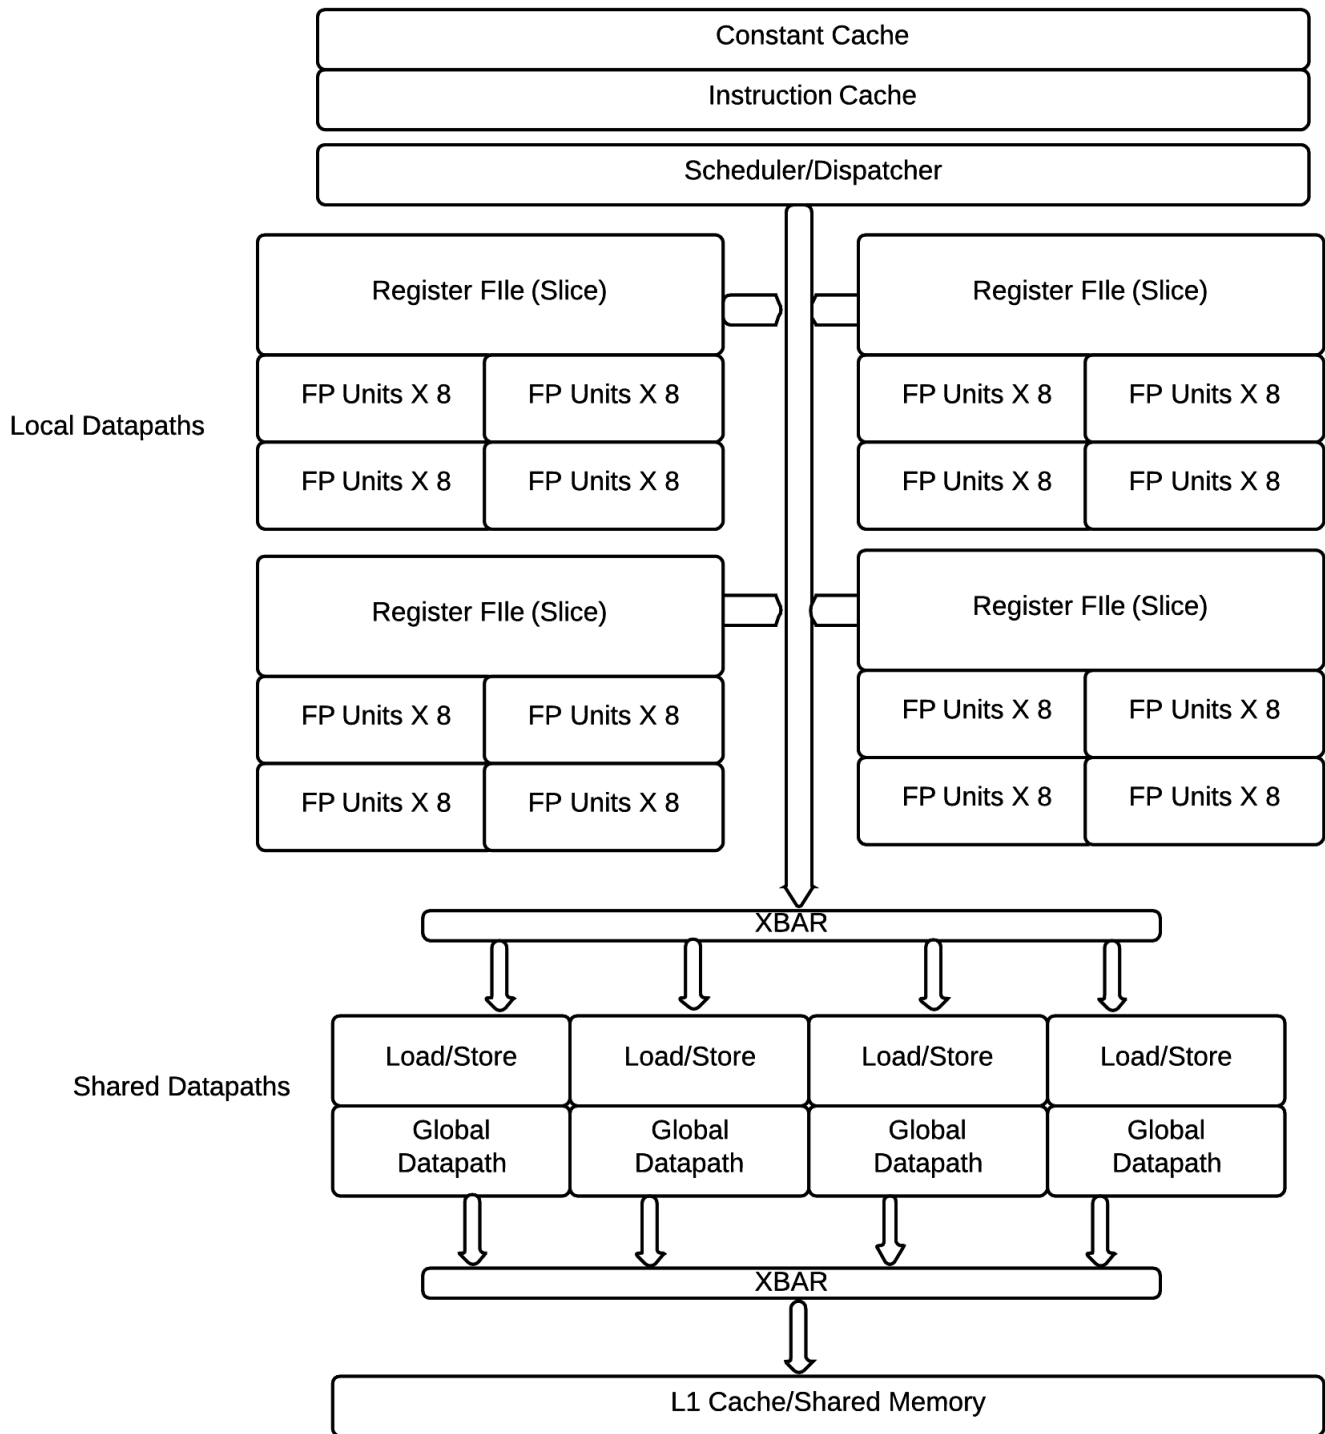 Constant Cache
Instruction Cache
Scheduler/Dispatcher
Register FIle (Slice)
Register FIle (Slice)
FP Units X 8
FP Units X 8
FP Units X 8
FP Units X 8
Local Datapaths
FP Units X 8
FP Units X 8
FP Units X 8
FP Units X 8
Register FIle (Slice)
Register FIle (Slice)
FP Units X 8
FP Units X 8
FP Units X 8
FP Units X 8
FP Units X 8
FP Units X 8
FP Units X 8
FP Units X 8
XBAR
Load/Store
Load/Store
Load/Store
Load/Store
Shared Datapaths
Global
Datapath
Global
Datapath
Global
Datapath
Global
Datapath
XBAR
L1 Cache/Shared Memory